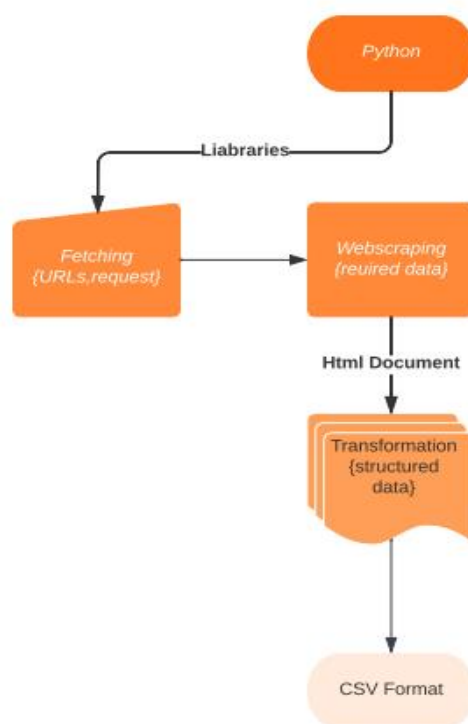 Python
Liabraries
Fetching
{URLs,request}
Webscraping
{reuired data}
Html Document
Transformation
{structured
data}
CSV Format